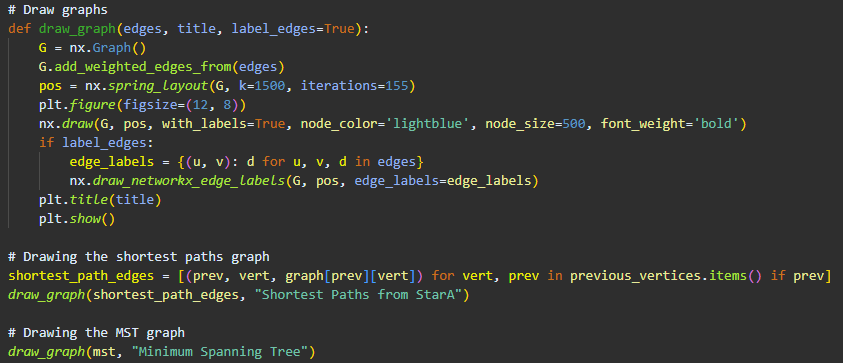 # Draw graphs
def draw_graph(edges, title, label_edges=True):
    G = nx.Graph()
    G.add_weighted_edges_from(edges)
    pos = nx.spring_layout(G, k=1500, iterations=155)
    plt.figure(figsize=(12, 8))
    nx.draw(G, pos, with_labels=True, node_color='lightblue', node_size=500, font_weight='bold')
    if label_edges:
        edge_labels = {(u, v): d for u, v, d in edges}
        nx.draw_networkx_edge_labels(G, pos, edge_labels=edge_labels)
    plt.title(title)
    plt.show()

# Drawing the shortest paths graph
shortest_path_edges = [(prev, vert, graph[prev][vert]) for vert, prev in previous_vertices.items() if prev]
draw_graph(shortest_path_edges, "Shortest Paths from StarA")

# Drawing the MST graph
draw_graph(mst, "Minimum Spanning Tree")